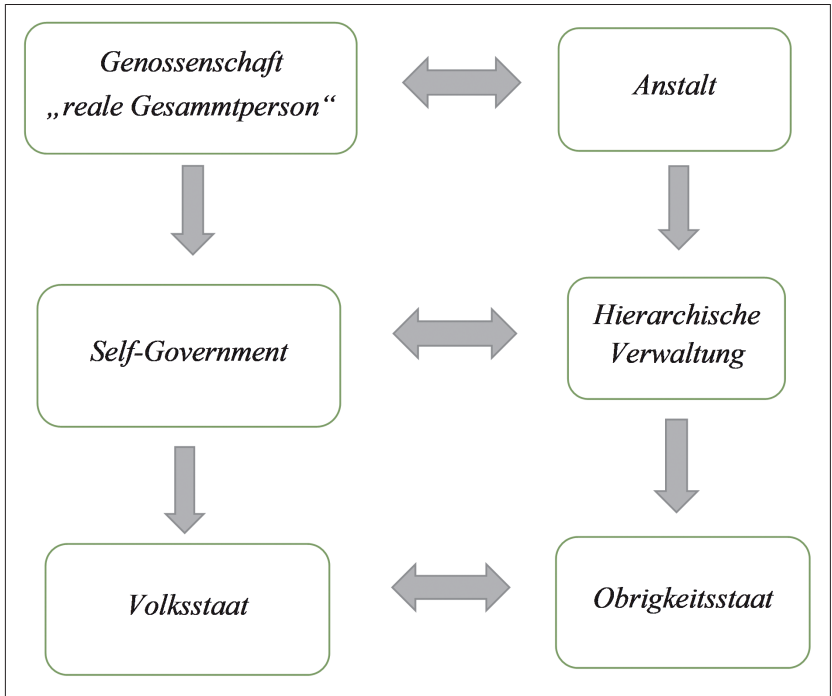 Genossenschaft
„reale Gesammtperson“
Anstalt
Self-Government
Hierarchische
Verwaltung
Volksstaat
Obrigkeitsstaat